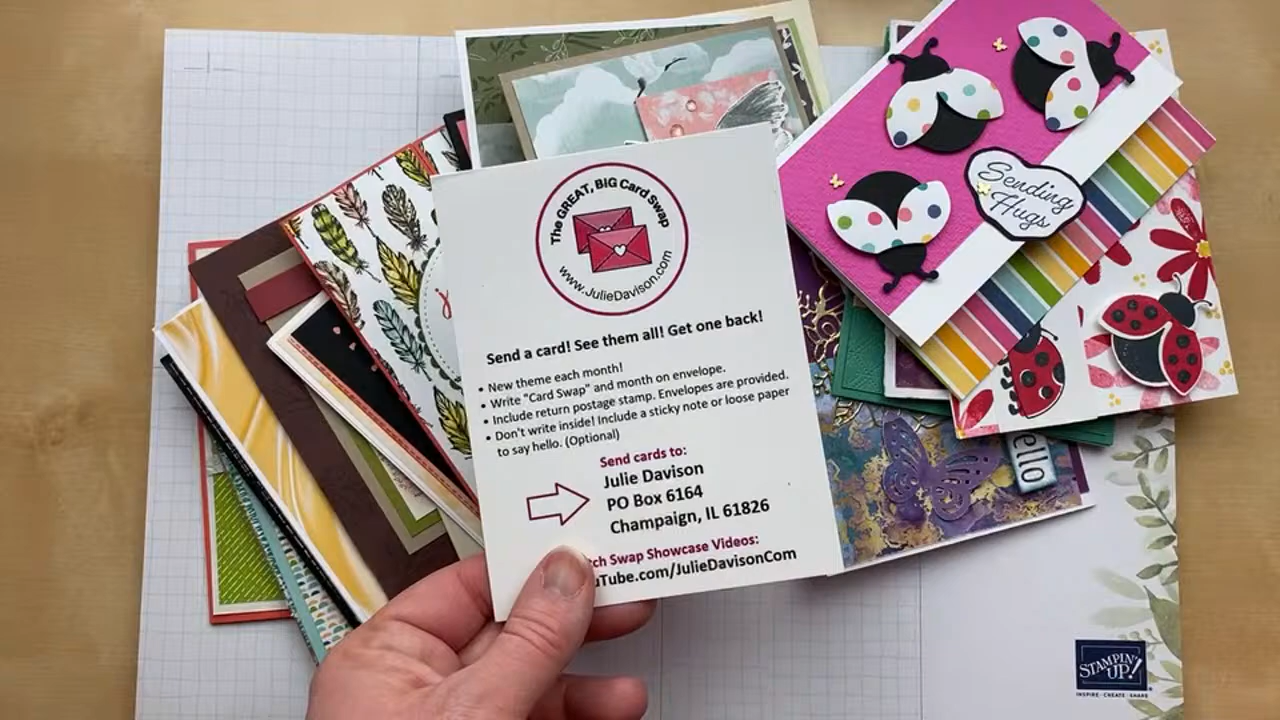 The GREAT, BIG Card Swap
www.JulieDavison.com
Send a card! See them all! Get one back!
• New theme each month!
• Write "Card Swap" and month on envelope.
• Include return postage stamp. Envelopes are provided.
• Don't write inside! Include a sticky note or loose paper
to say hello. (Optional)
Send cards to:
Julie Davison
PO Box 6164
Champaign, IL 61826
Swap Showcase Videos:
Tube.com/JulieDavisonCom
Sending
Hugs
hello
STAMPIN' UP!
INSPIRE · CREATE · SHARE